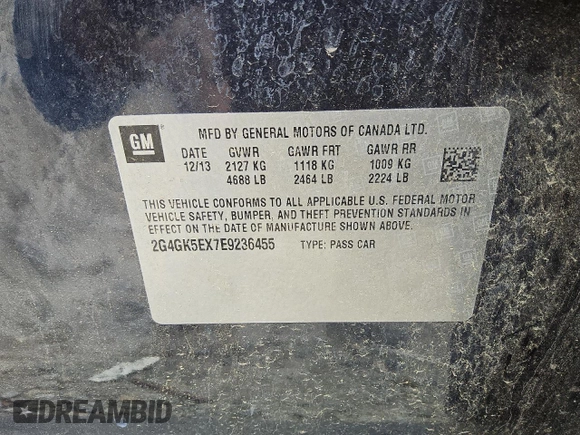 GM
MFD BY GENERAL MOTORS OF CANADA LTD.
DATE GVWR GAWR FRT GAWR RR
12/13 2127 KG 1118 KG 1009 KG
4688 LB 2464 LB 2224 LB
THIS VEHICLE CONFORMS TO ALL APPLICABLE U.S. FEDERAL MOTOR
VEHICLE SAFETY, BUMPER, AND THEFT PREVENTION STANDARDS IN
EFFECT ON THE DATE OF MANUFACTURE SHOWN ABOVE.
2G4GK5EX7E9236455 TYPE: PASS CAR
DREAMBID